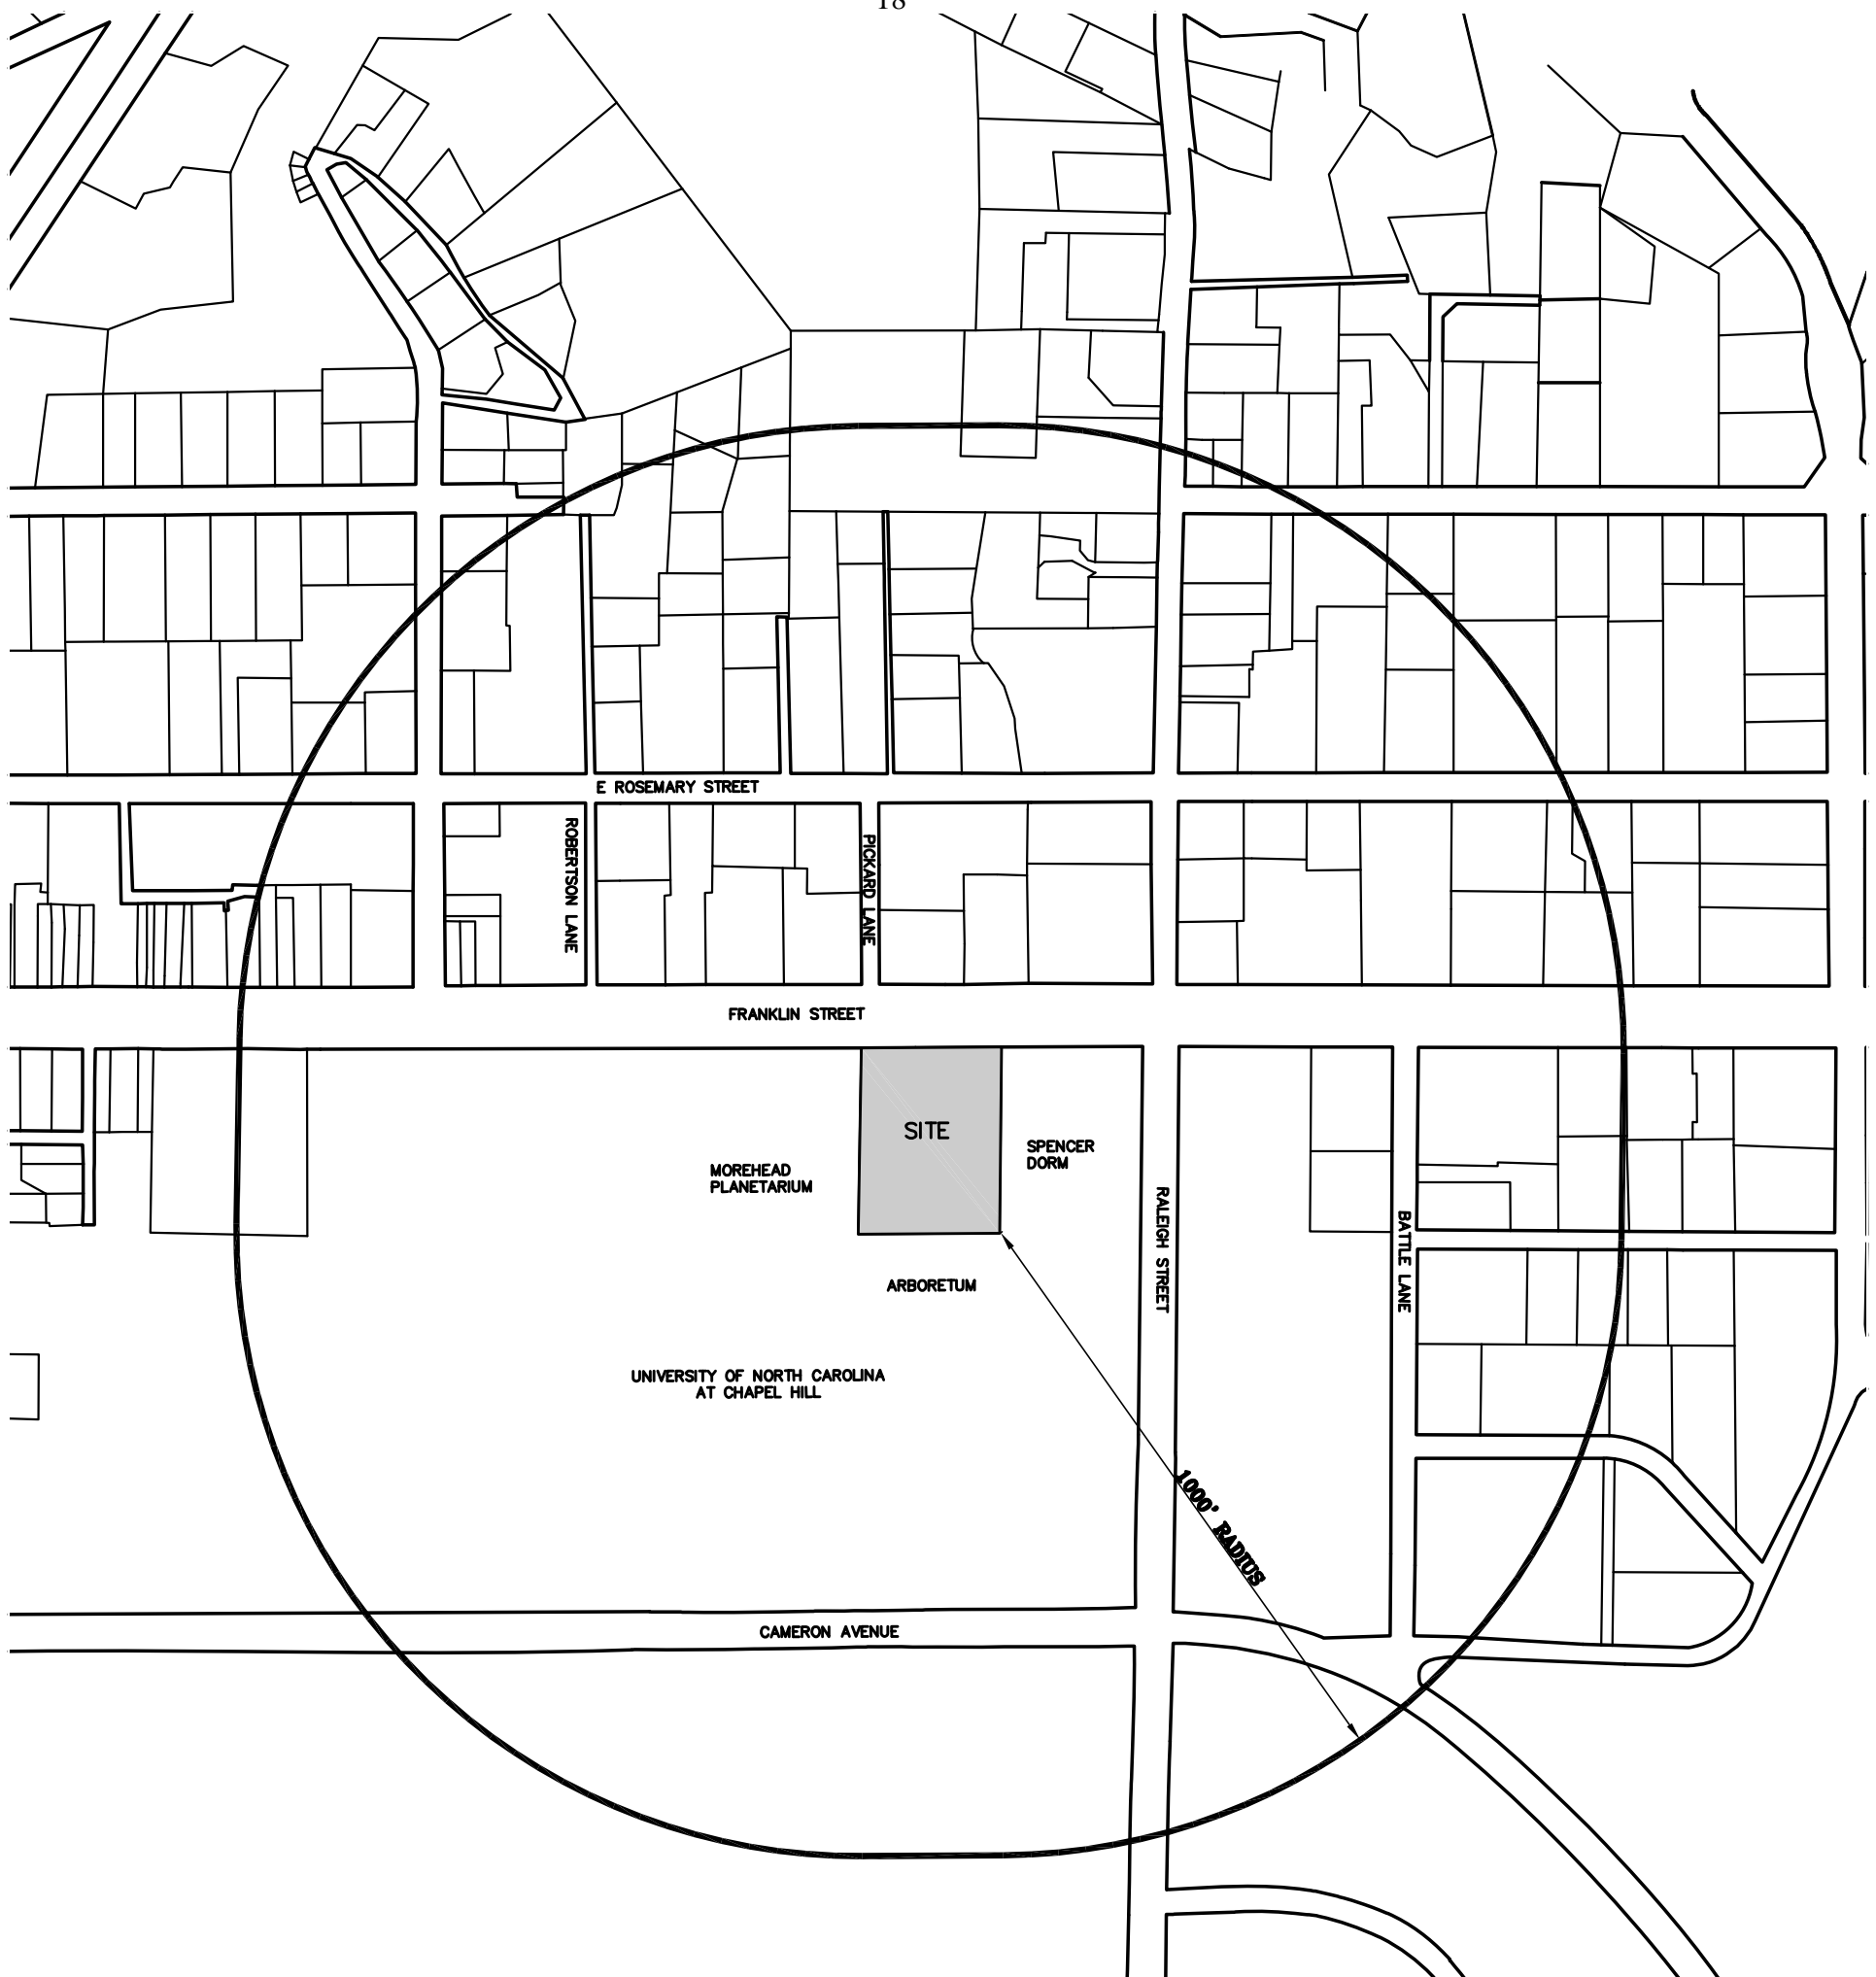 18
E ROSEMARY STREET
ROBERTSON LANE
PICKARD LANE
FRANKLIN STREET
SITE
SPENCER
DORM
MOREHEAD
PLANETARIUM
RALEIGH STREET
BATTLE LANE
ARBORETUM
UNIVERSITY OF NORTH CAROLINA
AT CHAPEL HILL
1000' RADIUS
CAMERON AVENUE